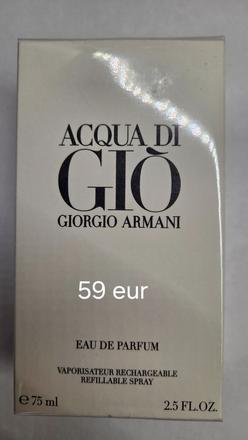 ACQUA DI
GIÒ
GIORGIO ARMANI
59 eur
EAU DE PARFUM
VAPORISATEUR RECHARGEABLE
REFILLABLE SPRAY
℮ 75 ml 2.5 FL.OZ.